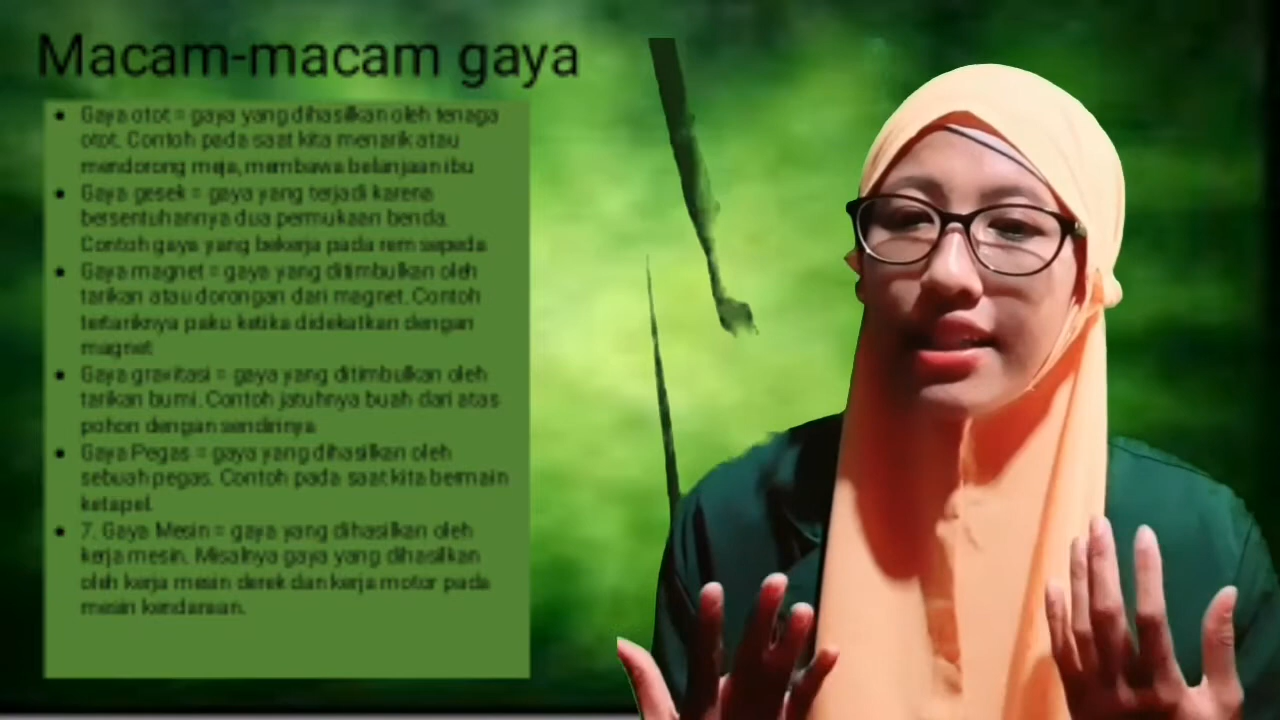 Macam-macam gaya
Gaya otot = gaya yang dihasilkan oleh tenaga
otot. Contoh pada saat kita menarik atau
mendorong meja, membawa belanjaan ibu
Gaya gesek = gaya yang terjadi karena
bersentuhannya dua permukaan benda.
Contoh gaya yang bekerja pada rem sepeda
Gaya magnet = gaya yang ditimbulkan oleh
tarikan atau dorongan dari magnet. Contoh
tertariknya paku ketika didekatkan dengan
magnet
Gaya gravitasi = gaya yang ditimbulkan oleh
tarikan bumi. Contoh jatuhnya buah dari atas
pohon dengan sendirinya
Gaya Pegas = gaya yang dihasilkan oleh
sebuah pegas. Contoh pada saat kita bermain
ketapel.
7. Gaya Mesin = gaya yang dihasilkan oleh
kerja mesin. Misalnya gaya yang dihasilkan
oleh kerja mesin derek dan kerja motor pada
mesin kendaraan.